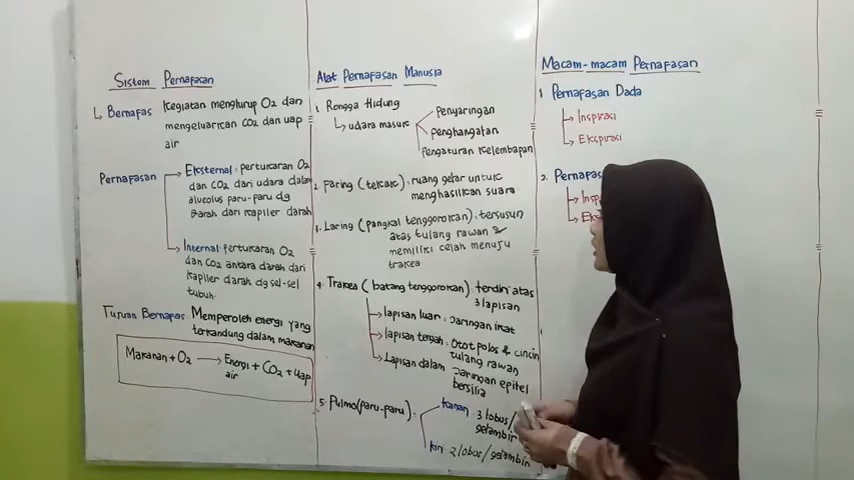 Sistem Pernafasan
Bernafas Kegiatan menghirup O2 dan
mengeluarkan CO2 dan uap
air
Pernafasan
Eksternal: pertukaran O2
dan CO2 dari udara dalam
alveolus paru-paru dg
darah dari kapiler darah
Internal: pertukaran O2
dan CO2 antara darah dari
kapiler darah dg sel-sel
tubuh
Tujuan Bernapas: Memperoleh energi yang
terkandung dalam makanan
Makanan + O2 → Energi + CO2 + uap
air
Alat Pernafasan Manusia
1. Rongga Hidung
udara masuk
Penyaringan
Penghangatan
Pengaturan Kelembapan
2. Faring (tekak): ruang getar untuk
menghasilkan suara
3. Laring (pangkal tenggorokan): tersusun
atas tulang rawan &
memiliki celah menuju
trakea
4. Trakea (batang tenggorokan): terdiri atas
3 lapisan
lapisan luar: Jaringan ikat
lapisan tengah: Otot polos & cincin
tulang rawan
Lapisan dalam Jaringan epitel
bersilia
5. Pulmo (paru-paru):
kanan 3 lobus/
gelambir
kiri 2 lobus/gelambir
Macam-macam Pernafasan
1 Pernafasan Dada
Inspirasi
Ekspirasi
2. Pernafas
Insp
Eks